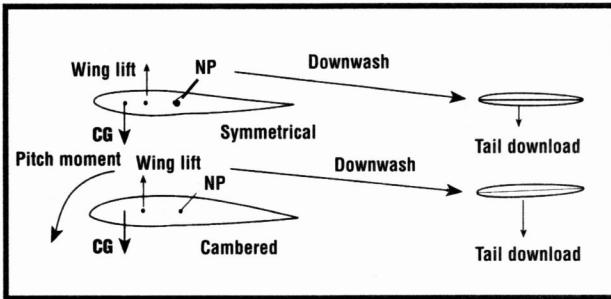 Wing lift
NP
Downwash
CG
Symmetrical
Tail download
Pitch moment
Wing lift
NP
Downwash
CG
Cambered
Tail download